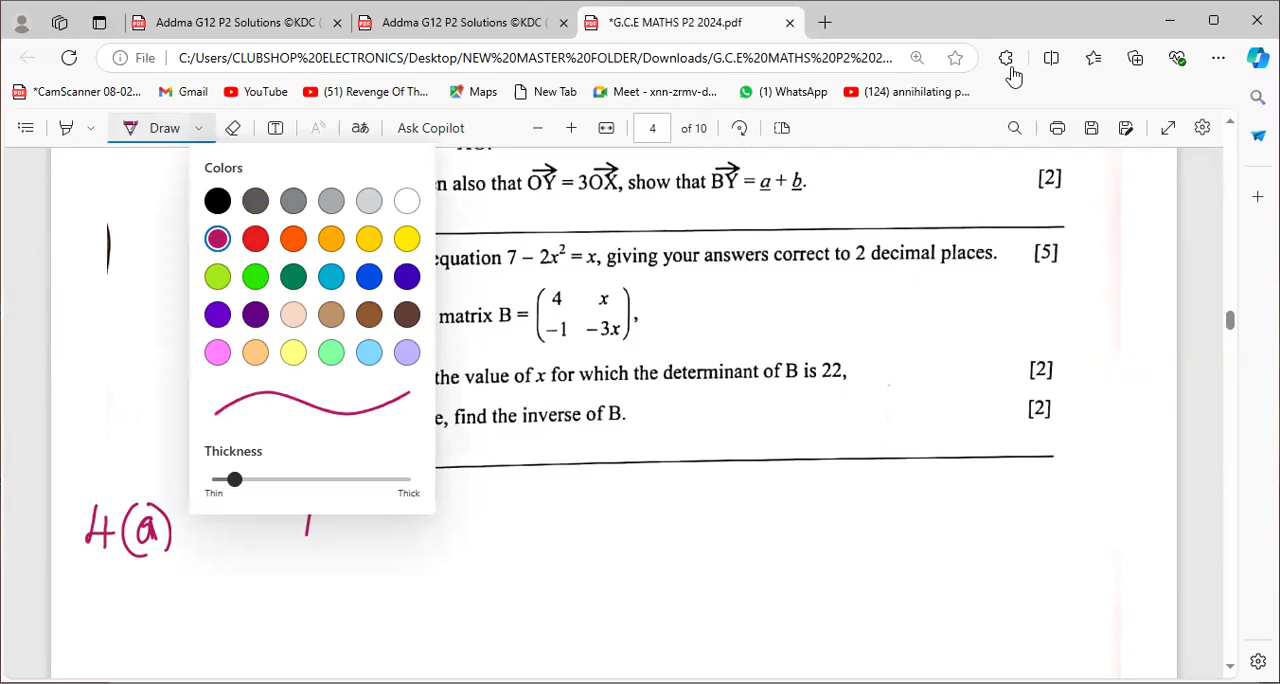 Addma G12 P2 Solutions ©KDC (
Addma G12 P2 Solutions ©KDC (
*G.C.E MATHS P2 2024.pdf
File
C:/Users/CLUBSHOP%20ELECTRONICS/Desktop/NEW%20MASTER%20FOLDER/Downloads/G.C.E%20MATHS%20P2%202...
*CamScanner 08-02...
Gmail
YouTube
(51) Revenge Of Th...
Maps
New Tab
Meet - xnn-zrmv-d...
(1) WhatsApp
(124) annihilating p...
Draw
Ask Copilot
4 of 10
Colors
Thickness
Thin Thick
n also that OY→ = 3OX→, show that BY→ = a + b. [2]
equation 7 − 2x² = x, giving your answers correct to 2 decimal places. [5]
matrix B = ( 4 x
−1 −3x ),
the value of x for which the determinant of B is 22, [2]
e, find the inverse of B. [2]
4(a)